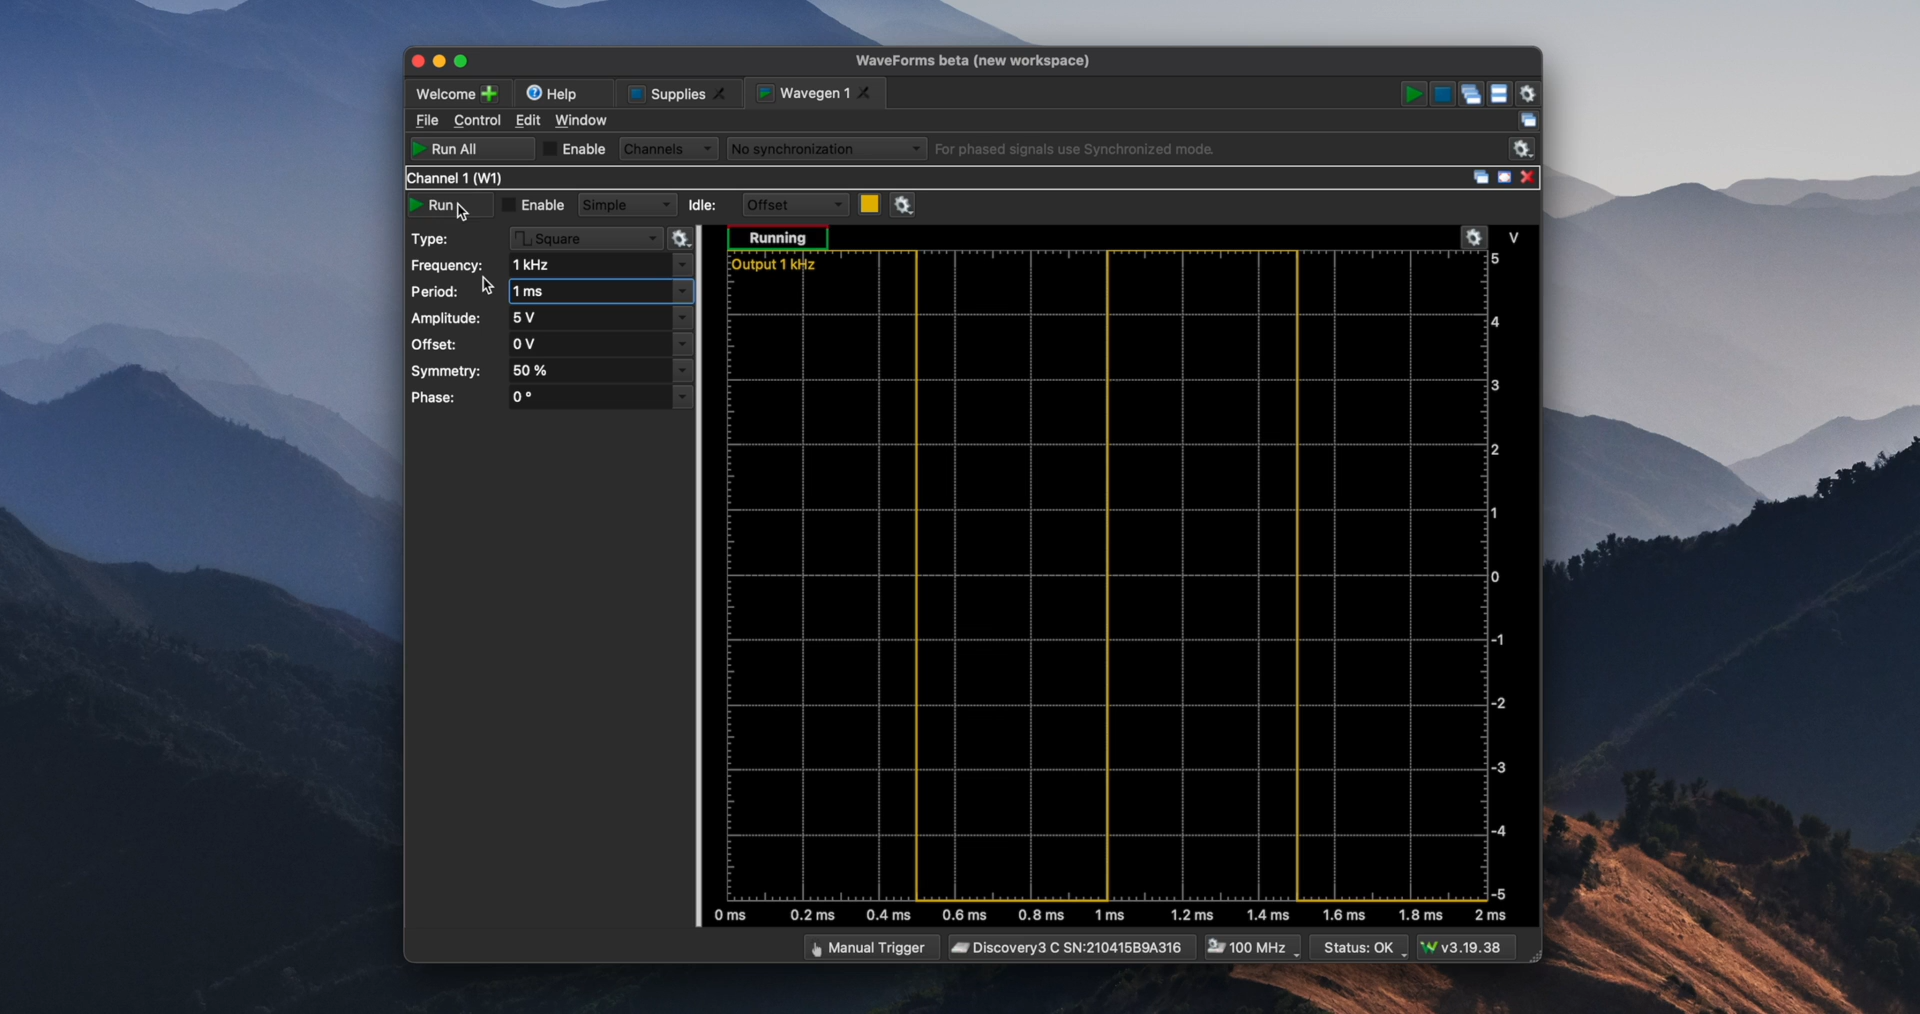 WaveForms beta (new workspace)
Welcome Help Supplies Wavegen 1
File Control Edit Window
Run All Enable Channels No synchronization For phased signals use Synchronized mode.
Channel 1 (W1)
Run Enable Simple Idle: Offset
Type: Square
Frequency: 1 kHz
Period: 1 ms
Amplitude: 5 V
Offset: 0 V
Symmetry: 50 %
Phase: 0 °
Running V
Output 1 kHz
5
4
3
2
1
0
-1
-2
-3
-4
-5
0 ms 0.2 ms 0.4 ms 0.6 ms 0.8 ms 1 ms 1.2 ms 1.4 ms 1.6 ms 1.8 ms 2 ms
Manual Trigger Discovery3 C SN:210415B9A316 100 MHz Status: OK v3.19.38